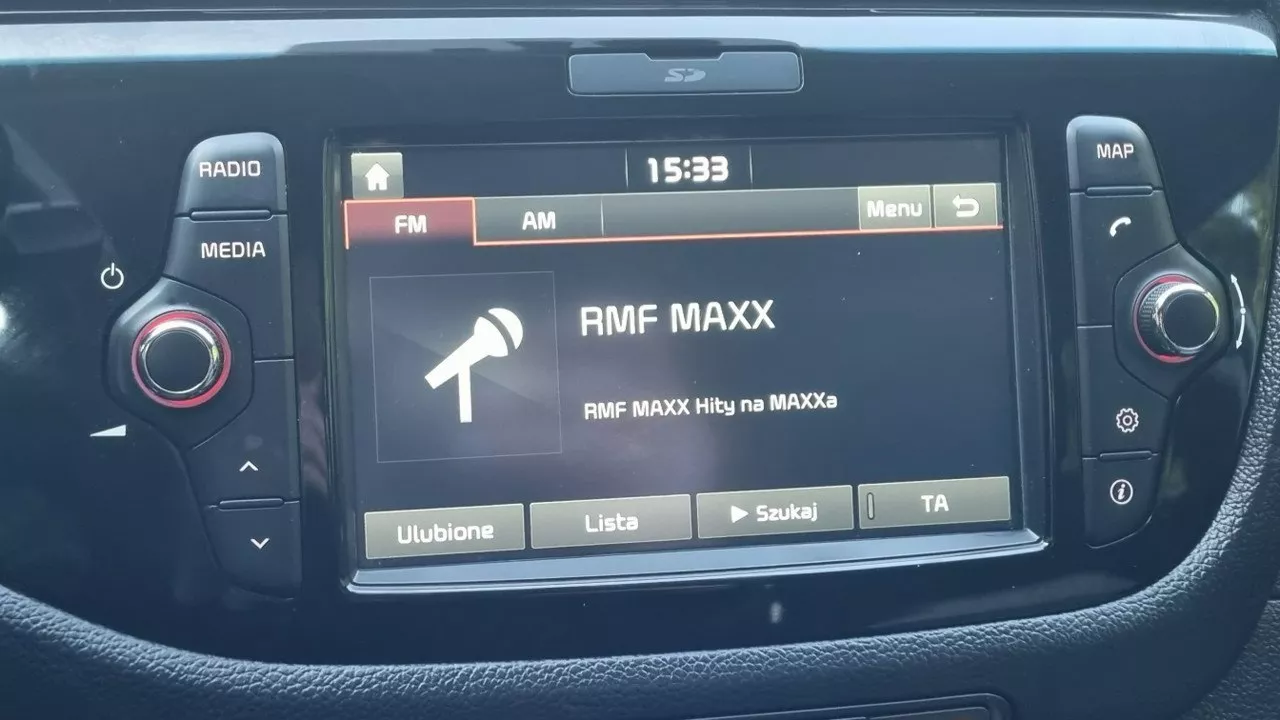 SD
RADIO
MEDIA
15:33
FM
AM
Menu
RMF MAXX
RMF MAXX Hity na MAXXa
Ulubione
Lista
Szukaj
TA
MAP
i